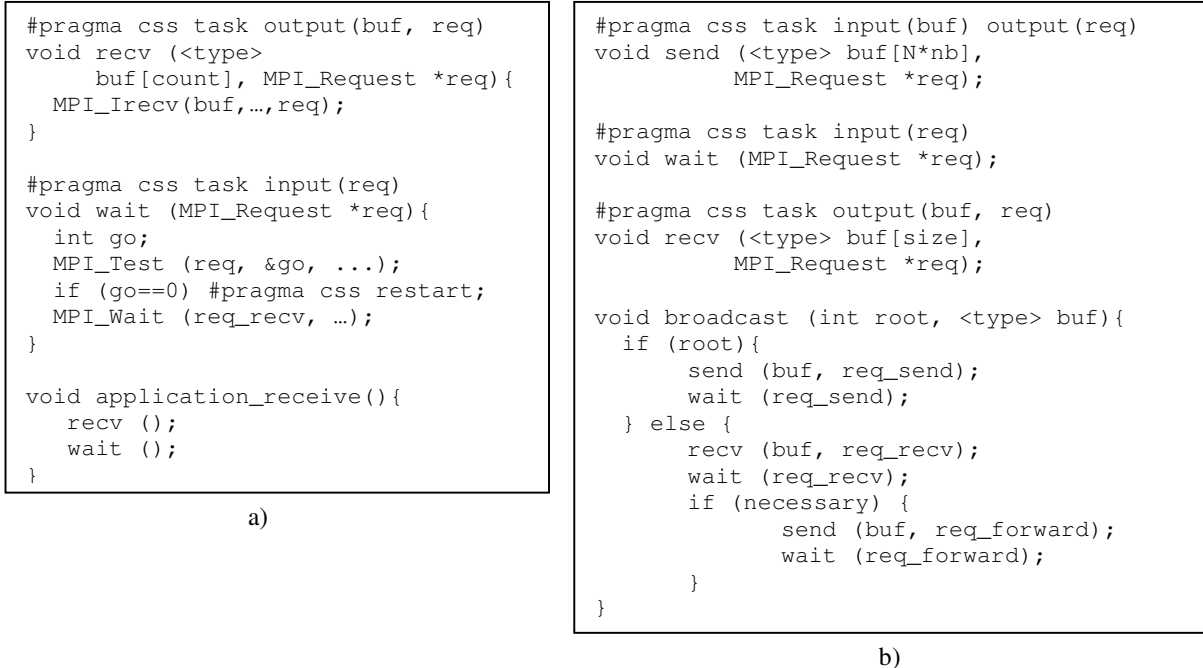 #pragma css task output(buf, req)
void recv (<type>
buf[count], MPI_Request *req){
MPI_Irecv(buf,…,req);
}
#pragma css task input(req)
void wait (MPI_Request *req){
int go;
MPI_Test (req, &go, ...);
if (go==0) #pragma css restart;
MPI_Wait (req_recv, …);
}
void application_receive(){
recv ();
wait ();
}
a)
#pragma css task input(buf) output(req)
void send (<type> buf[N*nb],
MPI_Request *req);
#pragma css task input(req)
void wait (MPI_Request *req);
#pragma css task output(buf, req)
void recv (<type> buf[size],
MPI_Request *req);
void broadcast (int root, <type> buf){
if (root){
send (buf, req_send);
wait (req_send);
} else {
recv (buf, req_recv);
wait (req_recv);
if (necessary) {
send (buf, req_forward);
wait (req_forward);
}
}
b)